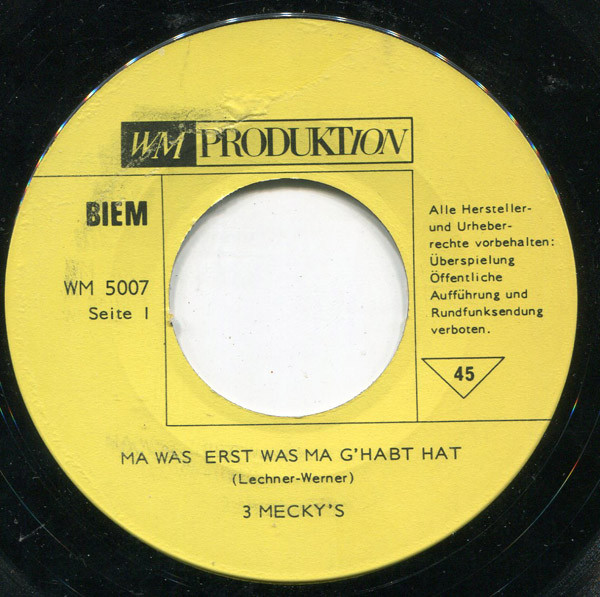 WM PRODUKTION
BIEM
WM 5007
Seite 1
Alle Hersteller-
und Urheber-
rechte vorbehalten:
Überspielung
Öffentliche
Aufführung und
Rundfunksendung
verboten.
45
MA WAS ERST WAS MA G'HABT HAT
(Lechner-Werner)
3 MECKY'S